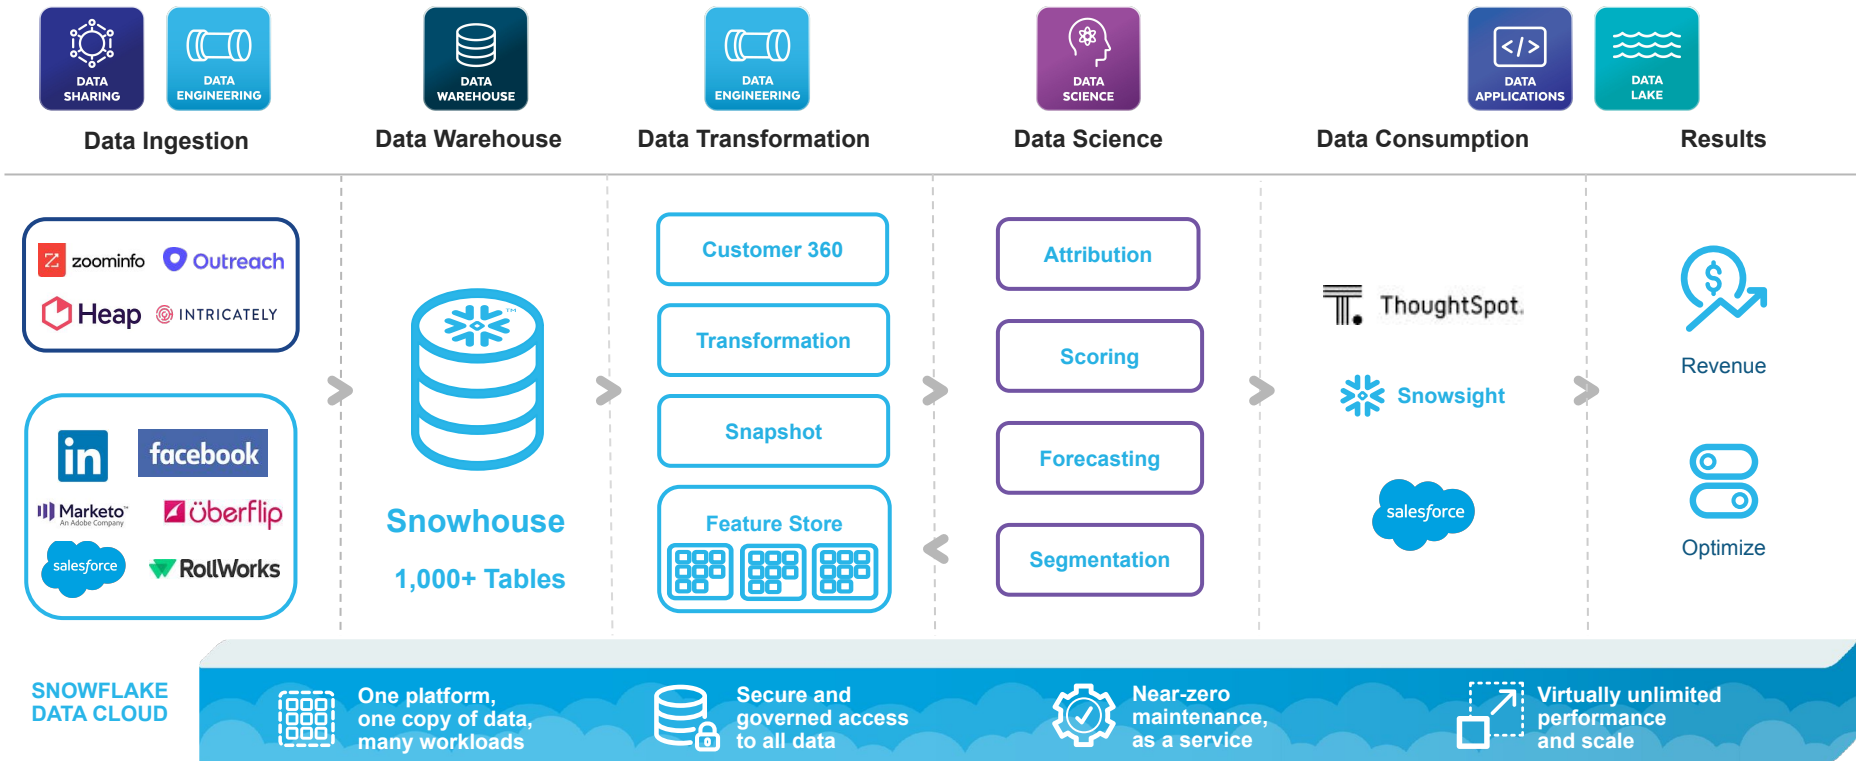 DATA
SHARING
DATA
ENGINEERING
DATA
WAREHOUSE
DATA
ENGINEERING
DATA
SCIENCE
DATA
APPLICATIONS
DATA
LAKE
Data Ingestion
Data Warehouse
Data Transformation
Data Science
Data Consumption
Results
zoominfo
Outreach
Heap
INTRICATELY
in
facebook
Marketo™
An Adobe Company
überflip
salesforce
RollWorks
TM
Snowhouse
1,000+ Tables
Customer 360
Transformation
Snapshot
Feature Store
Attribution
Scoring
Forecasting
Segmentation
ThoughtSpot.
Snowsight
salesforce
$
Revenue
Optimize
SNOWFLAKE
DATA CLOUD
One platform,
one copy of data,
many workloads
Secure and
governed access
to all data
Near-zero
maintenance,
as a service
Virtually unlimited
performance
and scale